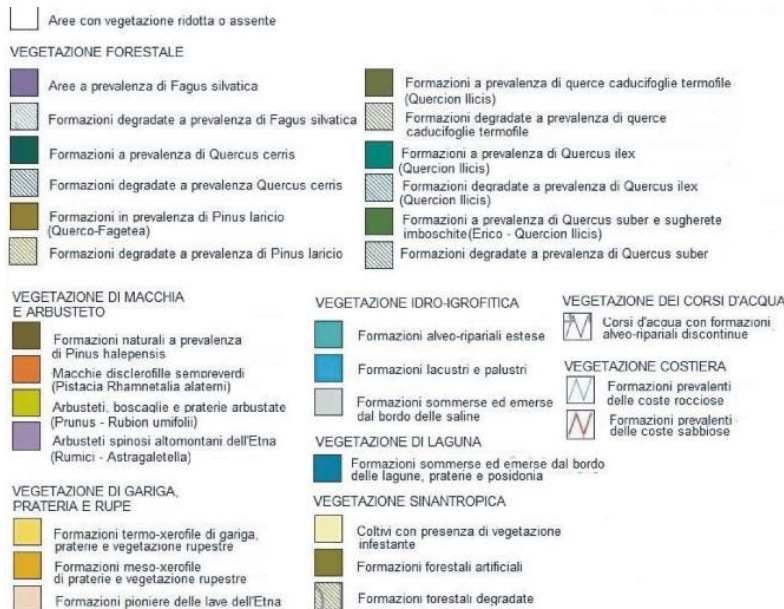 Aree con vegetazione ridotta o assente
VEGETAZIONE FORESTALE
Aree a prevalenza di Fagus silvatica
Formazioni degradate a prevalenza di Fagus silvatica
Formazioni a prevalenza di Quercus cerris
Formazioni degradate a prevalenza Quercus cerris
Formazioni in prevalenza di Pinus laricio
(Querco-Fagetea)
Formazioni degradate a prevalenza di Pinus laricio
Formazioni a prevalenza di querce caducifoglie termofile
(Quercion Ilicis)
Formazioni degradate a prevalenza di querce
caducifoglie termofile
Formazioni a prevalenza di Quercus ilex
(Quercion Ilicis)
Formazioni degradate a prevalenza di Quercus ilex
(Quercion Ilicis)
Formazioni a prevalenza di Quercus suber e sugherete
imboschite(Erico - Quercion Ilicis)
Formazioni degradate a prevalenza di Quercus suber
VEGETAZIONE DI MACCHIA
E ARBUSTETO
Formazioni naturali a prevalenza
di Pinus halepensis
Macchie disclerofille sempreverdi
(Pistacia Rhamnetalia alaterni)
Arbusteti, boscaglie e praterie arbustate
(Prunus - Rubion umifolii)
Arbusteti spinosi altomontani dell'Etna
(Rumici - Astragaletella)
VEGETAZIONE DI GARIGA,
PRATERIA E RUPE
Formazioni termo-xerofile di gariga,
praterie e vegetazione rupestre
Formazioni meso-xerofile
di praterie e vegetazione rupestre
Formazioni pioniere delle lave dell'Etna
VEGETAZIONE IDRO-IGROFITICA
Formazioni alveo-ripariali estese
Formazioni lacustri e palustri
Formazioni sommerse ed emerse
dal bordo delle saline
VEGETAZIONE DI LAGUNA
Formazioni sommerse ed emerse dal bordo
delle lagune, praterie e posidonia
VEGETAZIONE SINANTROPICA
Coltivi con presenza di vegetazione
infestante
Formazioni forestali artificiali
Formazioni forestali degradate
VEGETAZIONE DEI CORSI D'ACQUA
Corsi d'acqua con formazioni
alveo-ripariali discontinue
VEGETAZIONE COSTIERA
Formazioni prevalenti
delle coste rocciose
Formazioni prevalenti
delle coste sabbiose